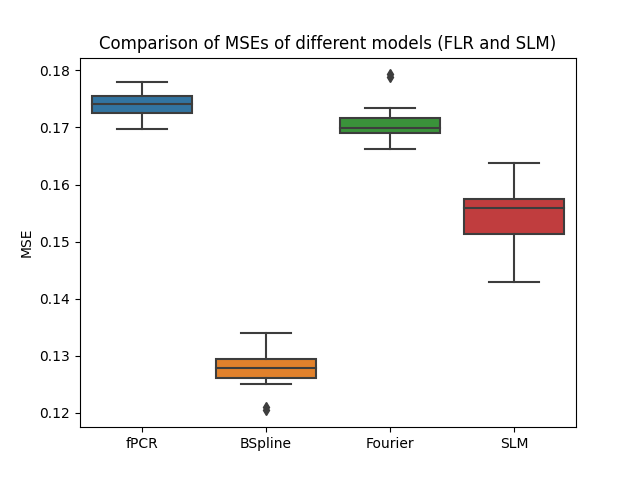 Comparison of MSEs of different models (FLR and SLM)
MSE
0.18
0.17
0.16
0.15
0.14
0.13
0.12
fPCR BSpline Fourier SLM